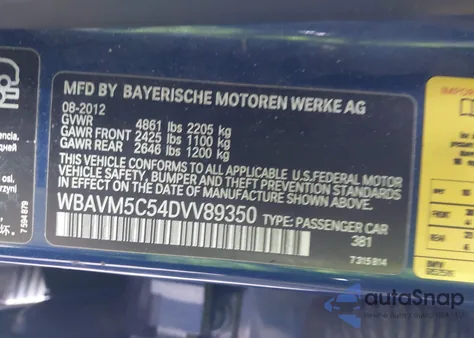 MFD BY BAYERISCHE MOTOREN WERKE AG
08-2012
GVWR 4861 lbs 2205 kg
GAWR FRONT 2425 lbs 1100 kg
GAWR REAR 2646 lbs 1200 kg
THIS VEHICLE CONFORMS TO ALL APPLICABLE U.S. FEDERAL MOTOR
VEHICLE SAFETY, BUMPER AND THEFT PREVENTION STANDARDS
IN EFFECT ON THE DATE OF MANUFACTURE SHOWN ABOVE.
WBAVM5C54DVV89350 TYPE: PASSENGER CAR
381
7 315 814
7 594 879
autoSnap